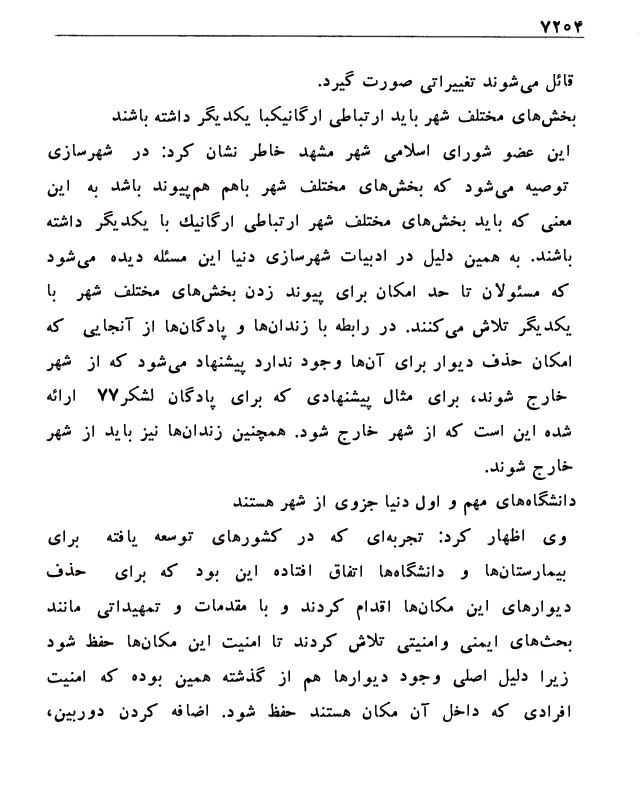 ۷۲۰۴
قائل می‌شوند تغییراتی صورت گیرد.
بخش‌های مختلف شهر باید ارتباطی ارگانیکبا یکدیگر داشته باشند
این عضو شورای اسلامی شهر مشهد خاطر نشان کرد: در شهرسازی
توصیه می‌شود که بخش‌های مختلف شهر باهم هم‌پیوند باشد به این
معنی که باید بخش‌های مختلف شهر ارتباطی ارگانیك با یکدیگر داشته
باشند. به همین دلیل در ادبیات شهرسازی دنیا این مسئله دیده می‌شود
که مسئولان تا حد امکان برای پیوند زدن بخش‌های مختلف شهر با
یکدیگر تلاش می‌کنند. در رابطه با زندان‌ها و پادگان‌ها از آنجایی که
امکان حذف دیوار برای آن‌ها وجود ندارد پیشنهاد می‌شود که از شهر
خارج شوند، برای مثال پیشنهادی که برای پادگان لشکر۷۷ ارائه
شده این است که از شهر خارج شود. همچنین زندان‌ها نیز باید از شهر
خارج شوند.
دانشگاه‌های مهم و اول دنیا جزوی از شهر هستند
وی اظهار کرد: تجربه‌ای که در کشورهای توسعه یافته برای
بیمارستان‌ها و دانشگاه‌ها اتفاق افتاده این بود که برای حذف
دیوارهای این مکان‌ها اقدام کردند و با مقدمات و تمهیداتی مانند
بحث‌های ایمنی وامنیتی تلاش کردند تا امنیت این مکان‌ها حفظ شود
زیرا دلیل اصلی وجود دیوارها هم از گذشته همین بوده که امنیت
افرادی که داخل آن مکان هستند حفظ شود. اضافه کردن دوربین،